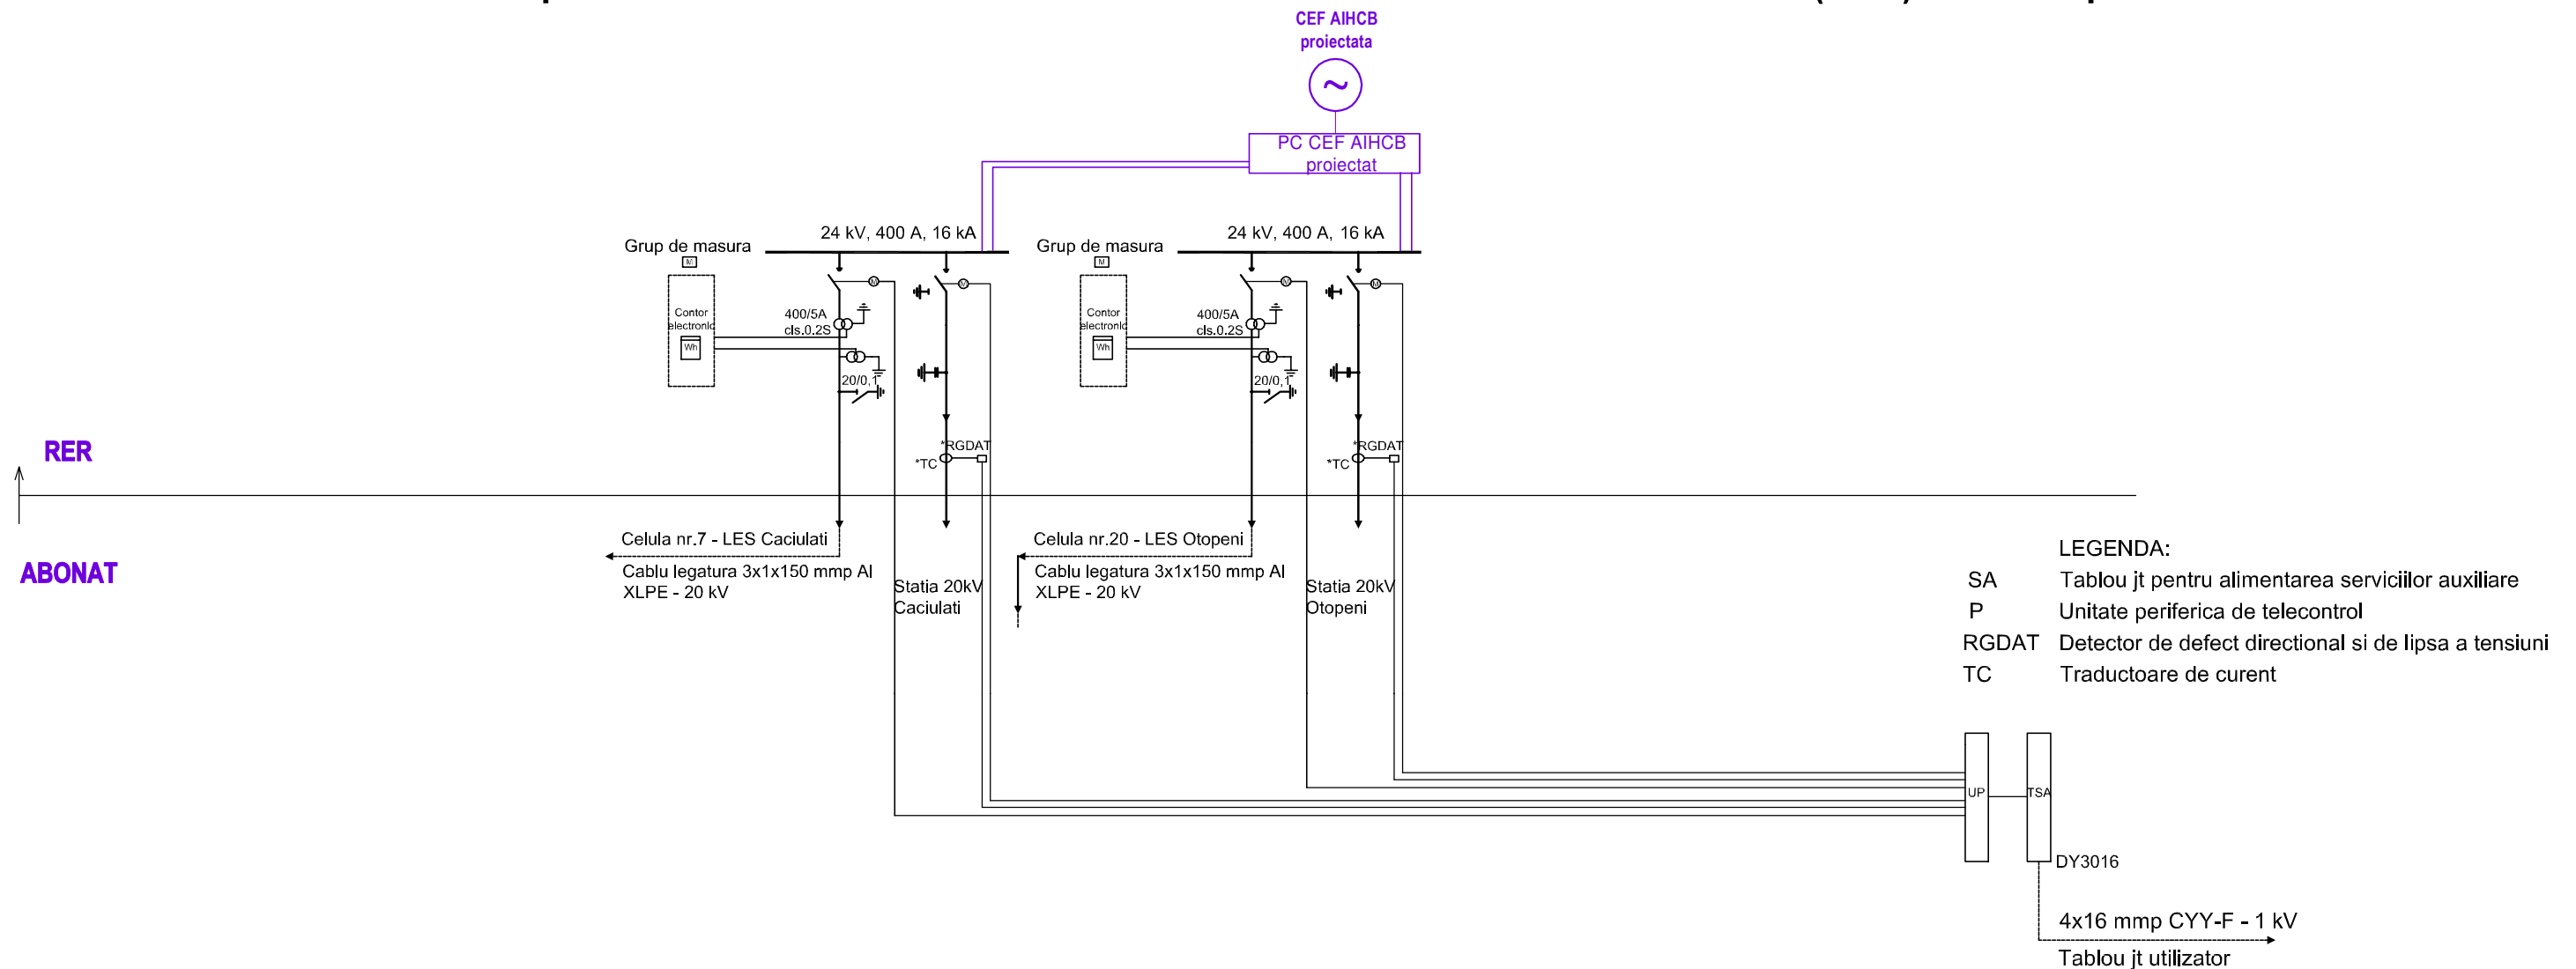 CEF AIHCB
proiectata
PC CEF AIHCB
proiectat
24 kV, 400 A, 16 kA
Grup de masura
M
M
M
Contor
electronic
Wh
400/5A
cls.0.2S
20/0,1
*RGDAT
*TC
24 kV, 400 A, 16 kA
Grup de masura
M
M
M
Contor
electronic
Wh
400/5A
cls.0.2S
20/0,1
*RGDAT
*TC
RER
ABONAT
Celula nr.7 - LES Caciulati
Cablu legatura 3x1x150 mmp Al
XLPE - 20 kV
Statia 20kV
Caciulati
Celula nr.20 - LES Otopeni
Cablu legatura 3x1x150 mmp Al
XLPE - 20 kV
Statia 20kV
Otopeni
LEGENDA:
SA Tablou jt pentru alimentarea serviciilor auxiliare
P Unitate periferica de telecontrol
RGDAT Detector de defect directional si de lipsa a tensiuni
TC Traductoare de curent
UP
TSA
DY3016
4x16 mmp CYY-F - 1 kV
Tablou jt utilizator